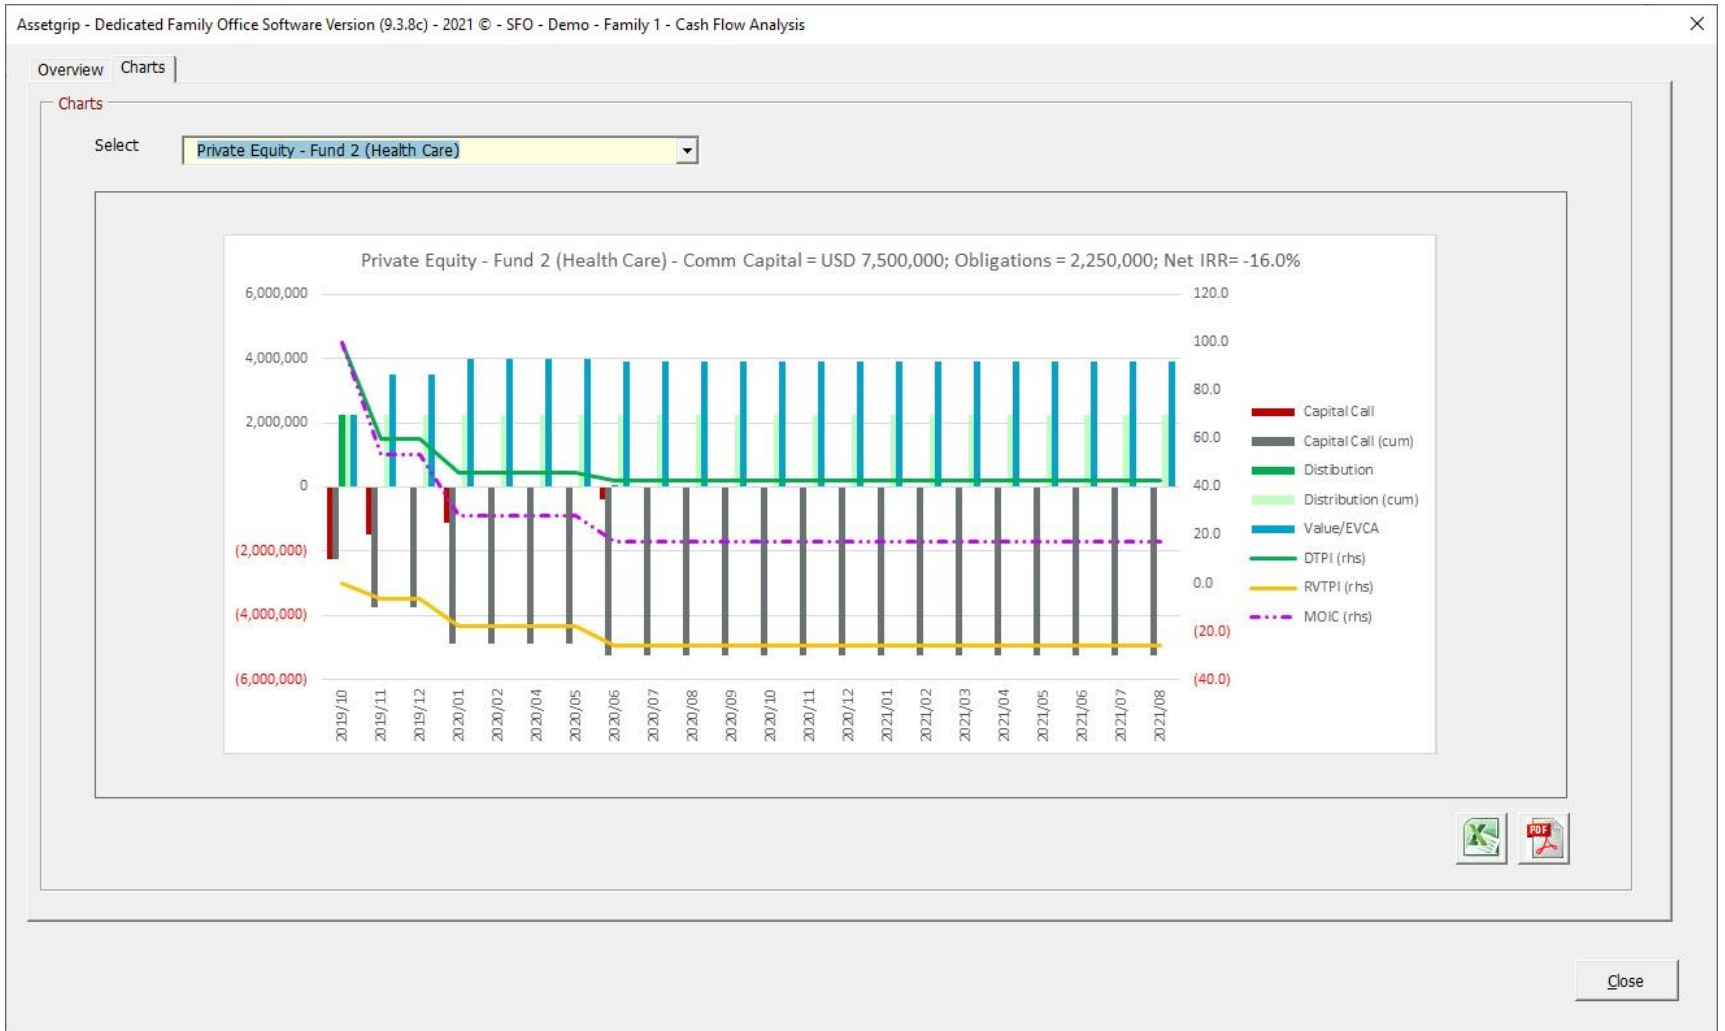 Assetgrip - Dedicated Family Office Software Version (9.3.8c) - 2021 © - SFO - Demo - Family 1 - Cash Flow Analysis
Overview Charts
Charts
Select
Private Equity - Fund 2 (Health Care)
Private Equity - Fund 2 (Health Care) - Comm Capital = USD 7,500,000; Obligations = 2,250,000; Net IRR= -16.0%
6,000,000
4,000,000
2,000,000
0
(2,000,000)
(4,000,000)
(6,000,000)
120.0
100.0
80.0
60.0
40.0
20.0
0.0
(20.0)
(40.0)
2019/10
2019/11
2019/12
2020/01
2020/02
2020/04
2020/05
2020/06
2020/07
2020/08
2020/09
2020/10
2020/11
2020/12
2021/01
2021/02
2021/03
2021/04
2021/05
2021/06
2021/07
2021/08
Capital Call
Capital Call (cum)
Distibution
Distribution (cum)
Value/EVCA
DTPI (rhs)
RVTPI (rhs)
MOIC (rhs)
PDF
Close